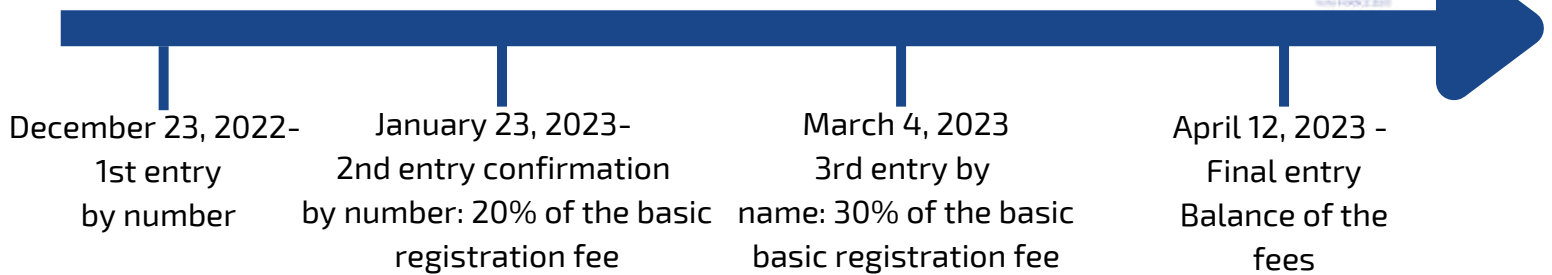 December 23, 2022-
1st entry
by number
January 23, 2023-
2nd entry confirmation
by number: 20% of the basic
registration fee
March 4, 2023
3rd entry by
name: 30% of the basic
basic registration fee
April 12, 2023 -
Final entry
Balance of the
fees